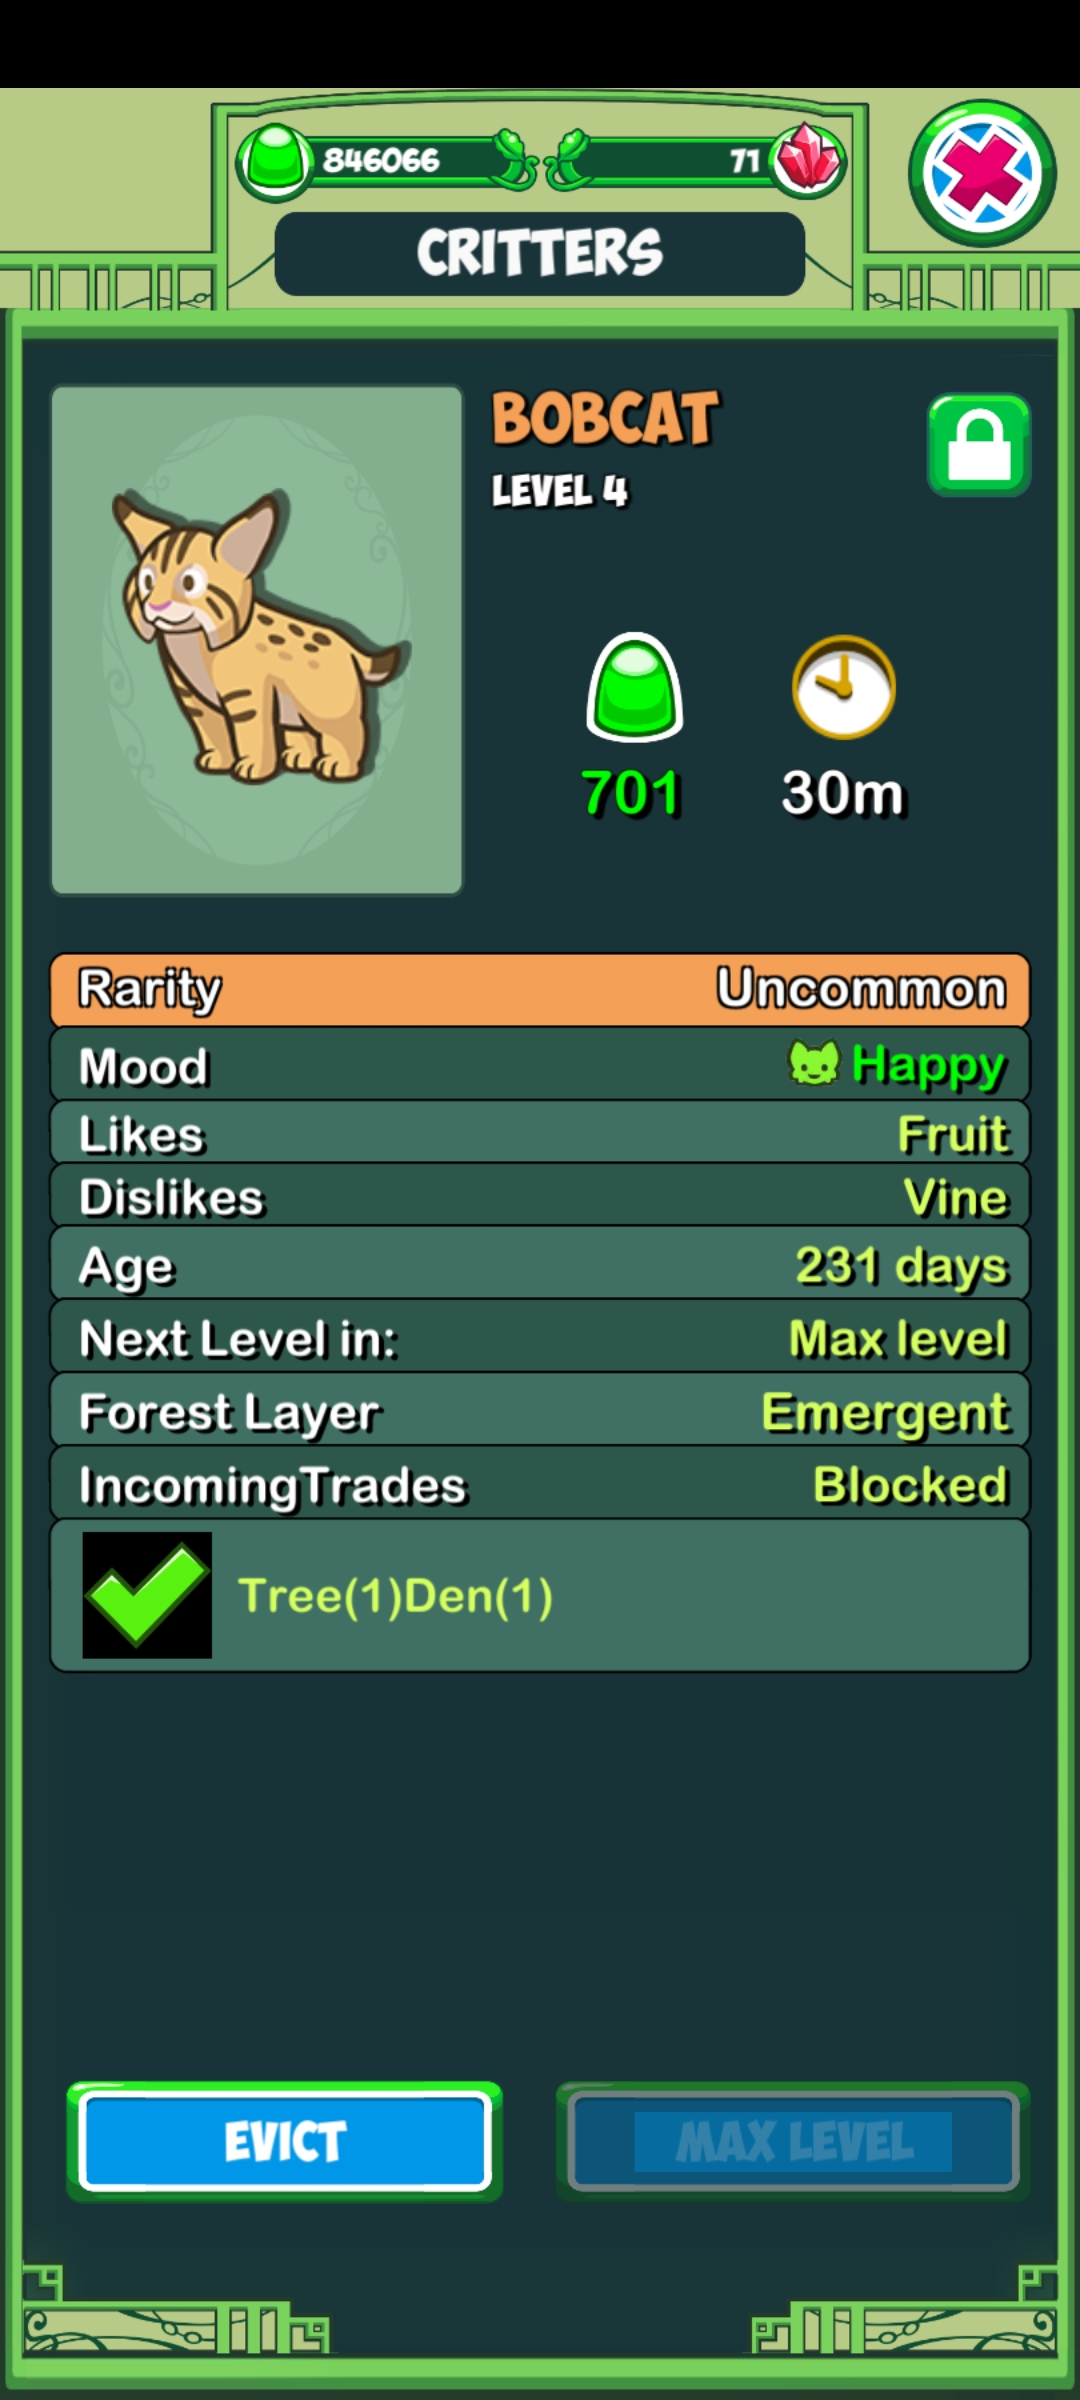 846066
71
CRITTERS
BOBCAT
LEVEL 4
701
30m
Rarity Uncommon
Mood Happy
Likes Fruit
Dislikes Vine
Age 231 days
Next Level in: Max level
Forest Layer Emergent
IncomingTrades Blocked
Tree(1)Den(1)
EVICT
MAX LEVEL